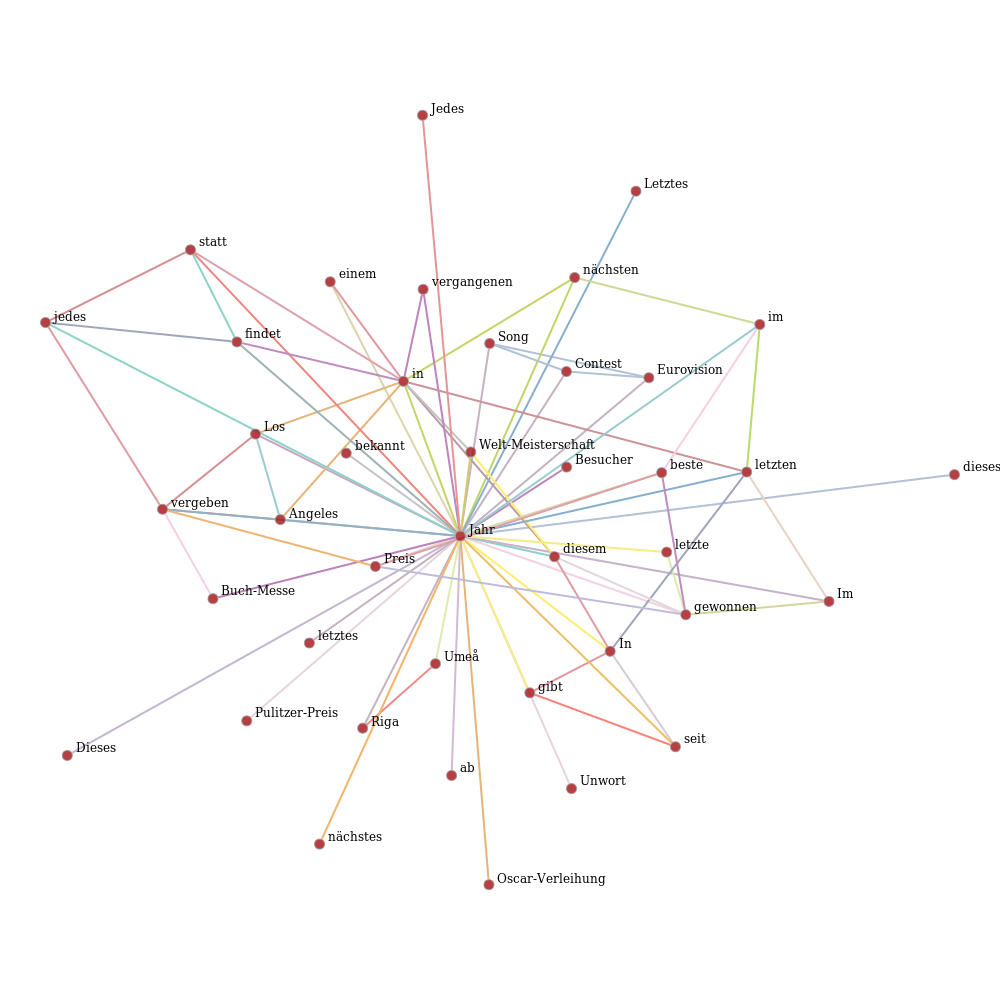 Jedes
Letztes
statt
einem
nächsten
vergangenen
jedes
im
findet
Song
Contest
Eurovision
in
Los
bekannt
Welt-Meisterschaft
Besucher
beste
letzten
dieses
vergeben
Angeles
Jahr
Preis
diesem
letzte
Buch-Messe
Im
gewonnen
letztes
In
Umeå
gibt
Pulitzer-Preis
Riga
seit
Dieses
ab
Unwort
nächstes
Oscar-Verleihung